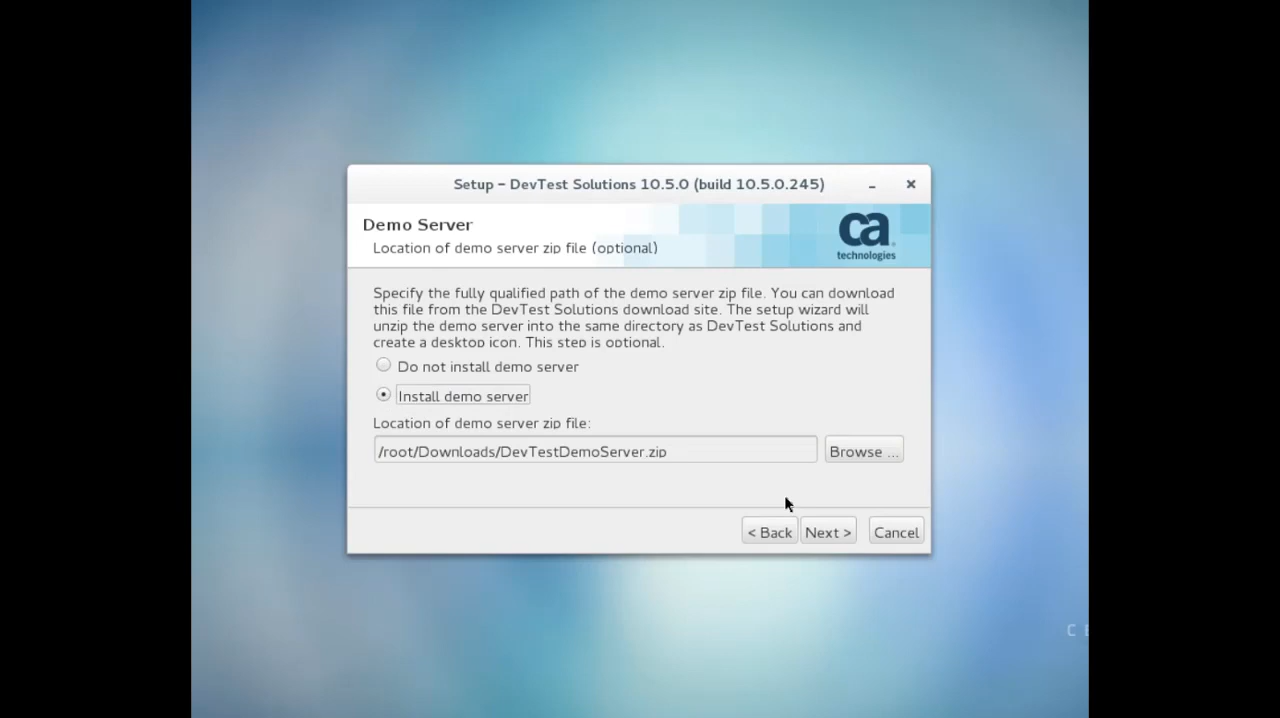 Setup – DevTest Solutions 10.5.0 (build 10.5.0.245)
Demo Server
Location of demo server zip file (optional)
ca
technologies
Specify the fully qualified path of the demo server zip file. You can download
this file from the DevTest Solutions download site. The setup wizard will
unzip the demo server into the same directory as DevTest Solutions and
create a desktop icon. This step is optional.
Do not install demo server
Install demo server
Location of demo server zip file:
/root/Downloads/DevTestDemoServer.zip
Browse ...
< Back
Next >
Cancel